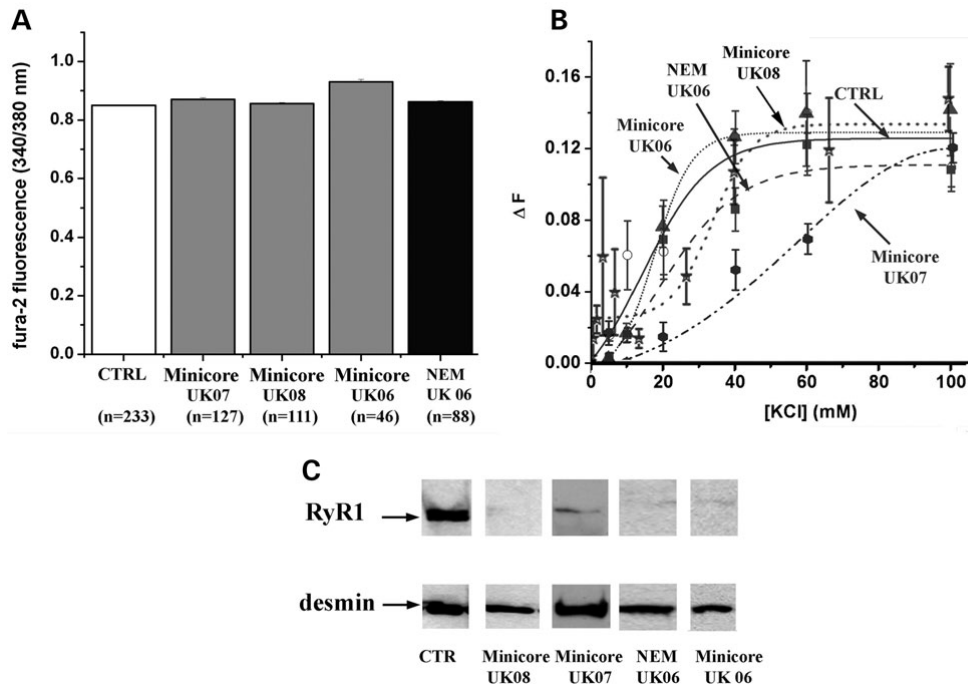 A
fura-2 fluorescence (340/380 nm)
1.0
0.8
0.6
0.4
0.2
0.0
CTRL
(n=233)
Minicore
UK07
(n=127)
Minicore
UK08
(n=111)
Minicore
UK06
(n=46)
NEM
UK 06
(n=88)
B
Δ F
0.16
0.12
0.08
0.04
0.00
NEM
UK06
Minicore
UK08
CTRL
Minicore
UK06
Minicore
UK07
0
20
40
60
80
100
[KCl] (mM)
C
RyR1
desmin
CTR
Minicore
UK08
Minicore
UK07
NEM
UK06
Minicore
UK 06